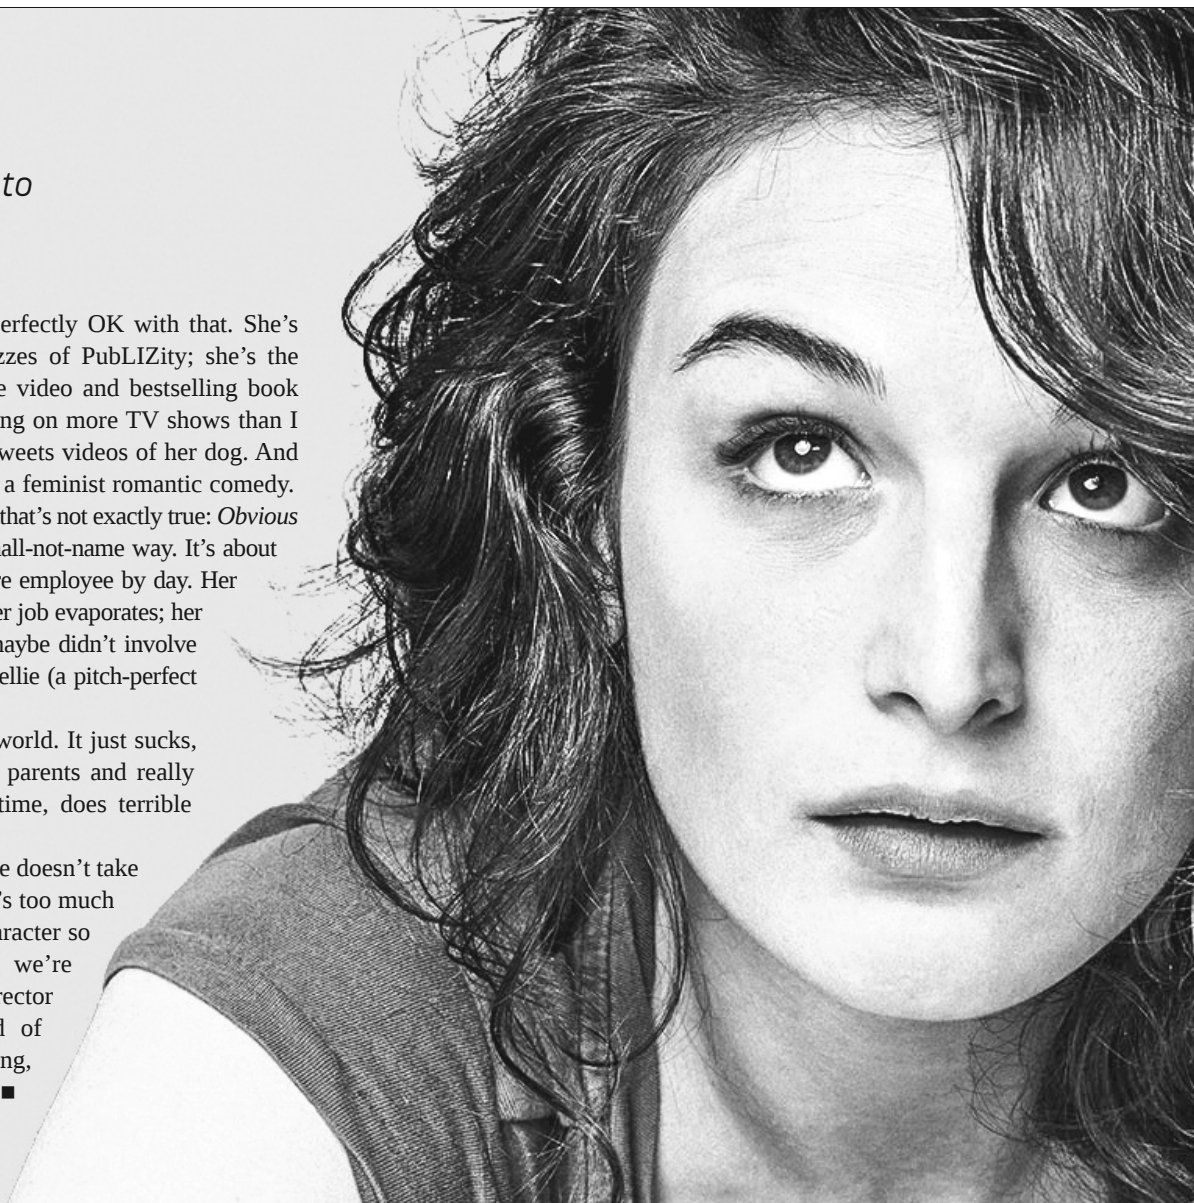 to
erfectly OK with that. She’s
zzes of PubLIZity; she’s the
e video and bestselling book
ng on more TV shows than I
weets videos of her dog. And
a feminist romantic comedy.
that’s not exactly true: Obvious
all-not-name way. It’s about
re employee by day. Her
er job evaporates; her
maybe didn’t involve
ellie (a pitch-perfect
world. It just sucks,
parents and really
time, does terrible
e doesn’t take
’s too much
aracter so
we’re
rector
d of
ng,